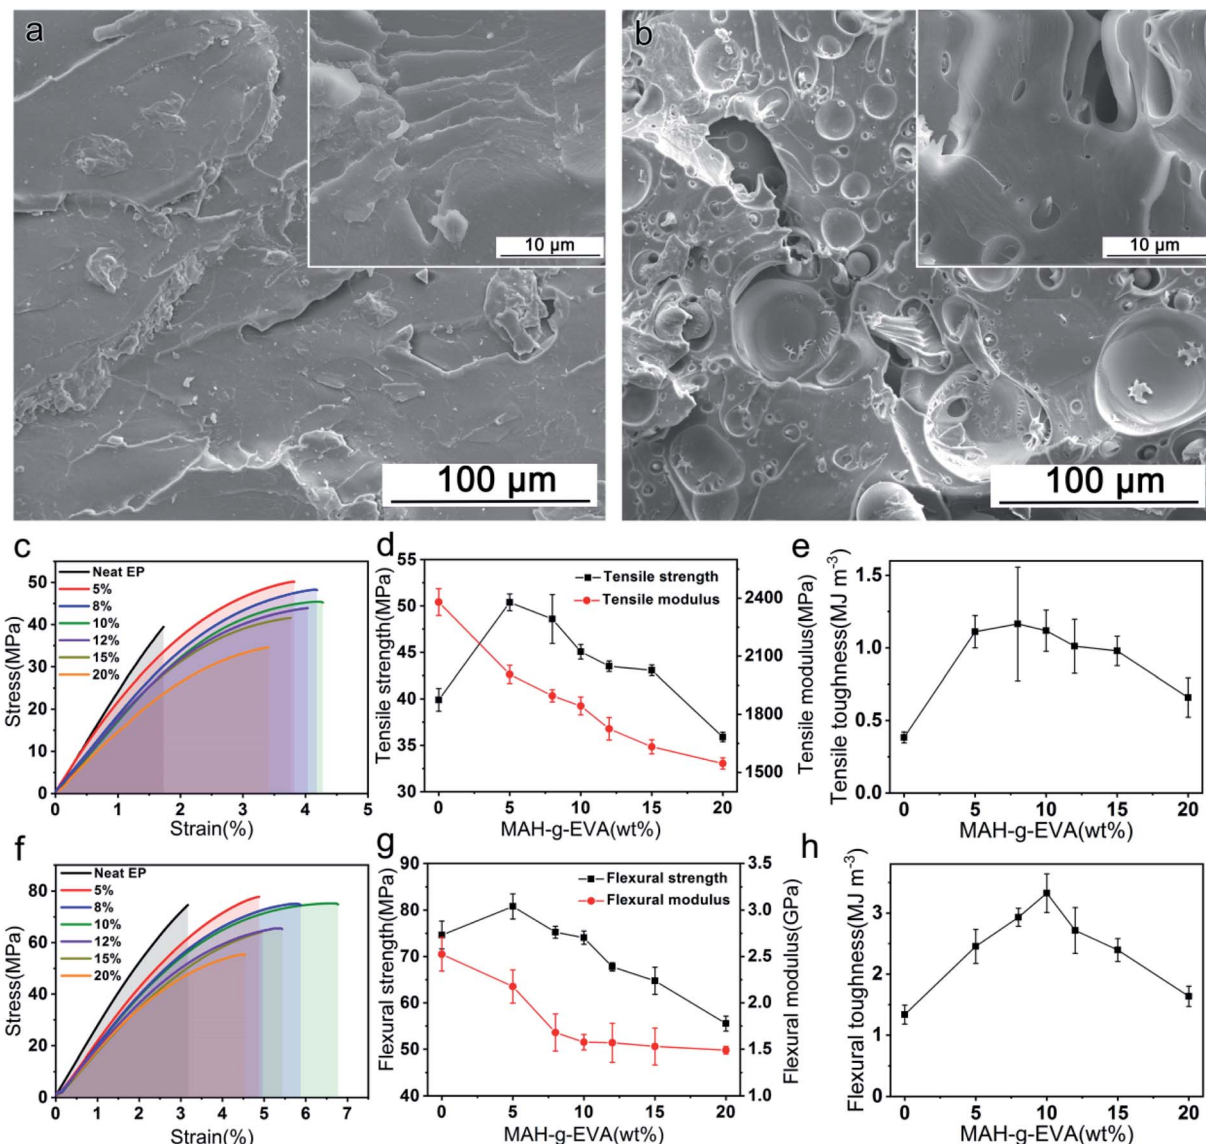 a
10 µm
100 µm
b
10 µm
100 µm
c
Stress(MPa)
50
40
30
20
10
0
Neat EP
5%
8%
10%
12%
15%
20%
0 1 2 3 4 5
Strain(%)
d
Tensile strength(MPa)
55
50
45
40
35
30
Tensile strength
Tensile modulus
2400
2100
1800
1500
Tensile modulus(MPa)
0 5 10 15 20
MAH-g-EVA(wt%)
e
Tensile toughness(MJ m-3)
1.5
1.0
0.5
0.0
0 5 10 15 20
MAH-g-EVA(wt%)
f
Stress(MPa)
80
60
40
20
0
Neat EP
5%
8%
10%
12%
15%
20%
0 1 2 3 4 5 6 7
Strain(%)
g
Flexural strength(MPa)
90
80
70
60
50
40
Flexural strength
Flexural modulus
3.5
3.0
2.5
2.0
1.5
1.0
Flexural modulus(GPa)
0 5 10 15 20
MAH-g-EVA(wt%)
h
Flexural toughness(MJ m-3)
3
2
1
0
0 5 10 15 20
MAH-g-EVA(wt%)